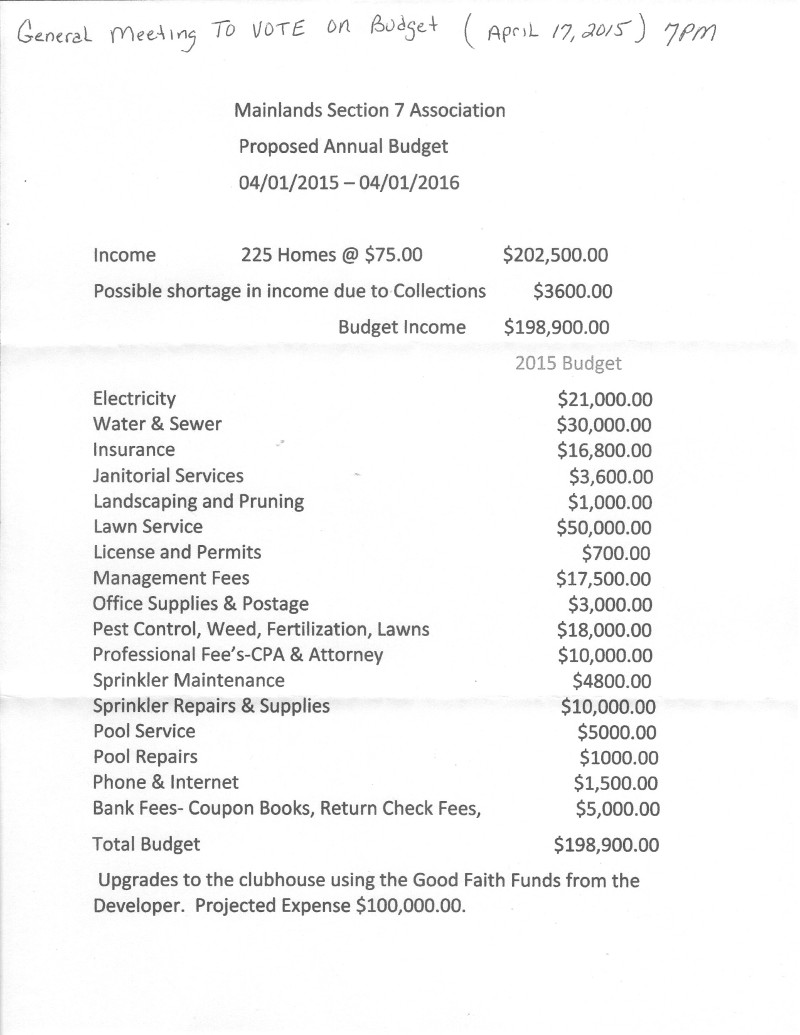 General Meeting To VOTE on Budget ( April 17, 2015 ) 7PM
Mainlands Section 7 Association
Proposed Annual Budget
04/01/2015 – 04/01/2016
Income 225 Homes @ $75.00 $202,500.00
Possible shortage in income due to Collections $3600.00
Budget Income $198,900.00
2015 Budget
Electricity $21,000.00
Water & Sewer $30,000.00
Insurance $16,800.00
Janitorial Services $3,600.00
Landscaping and Pruning $1,000.00
Lawn Service $50,000.00
License and Permits $700.00
Management Fees $17,500.00
Office Supplies & Postage $3,000.00
Pest Control, Weed, Fertilization, Lawns $18,000.00
Professional Fee's-CPA & Attorney $10,000.00
Sprinkler Maintenance $4800.00
Sprinkler Repairs & Supplies $10,000.00
Pool Service $5000.00
Pool Repairs $1000.00
Phone & Internet $1,500.00
Bank Fees- Coupon Books, Return Check Fees, $5,000.00
Total Budget $198,900.00
Upgrades to the clubhouse using the Good Faith Funds from the
Developer. Projected Expense $100,000.00.